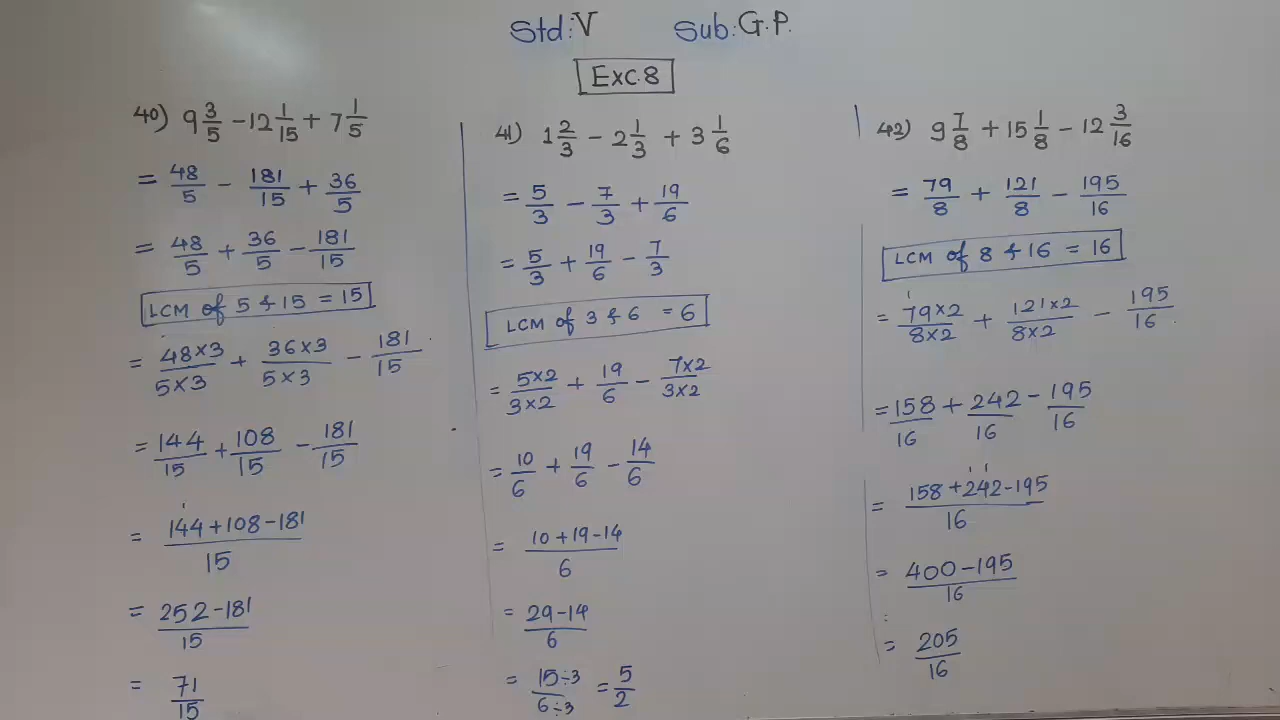 Std: V Sub: G.P.
Exc. 8
40) 9 3/5 - 12 1/15 + 7 1/5
= 48/5 - 181/15 + 36/5
= 48/5 + 36/5 - 181/15
LCM of 5 & 15 = 15
= 48×3/5×3 + 36×3/5×3 - 181/15
= 144/15 + 108/15 - 181/15
= 144+108-181/15
= 252-181/15
= 71/15
41) 1 2/3 - 2 1/3 + 3 1/6
= 5/3 - 7/3 + 19/6
= 5/3 + 19/6 - 7/3
LCM of 3 & 6 = 6
= 5×2/3×2 + 19/6 - 7×2/3×2
= 10/6 + 19/6 - 14/6
= 10+19-14/6
= 29-14/6
= 15÷3/6÷3 = 5/2
42) 9 7/8 + 15 1/8 - 12 3/16
= 79/8 + 121/8 - 195/16
LCM of 8 & 16 = 16
= 79×2/8×2 + 121×2/8×2 - 195/16
= 158/16 + 242/16 - 195/16
= 158+242-195/16
= 400-195/16
= 205/16